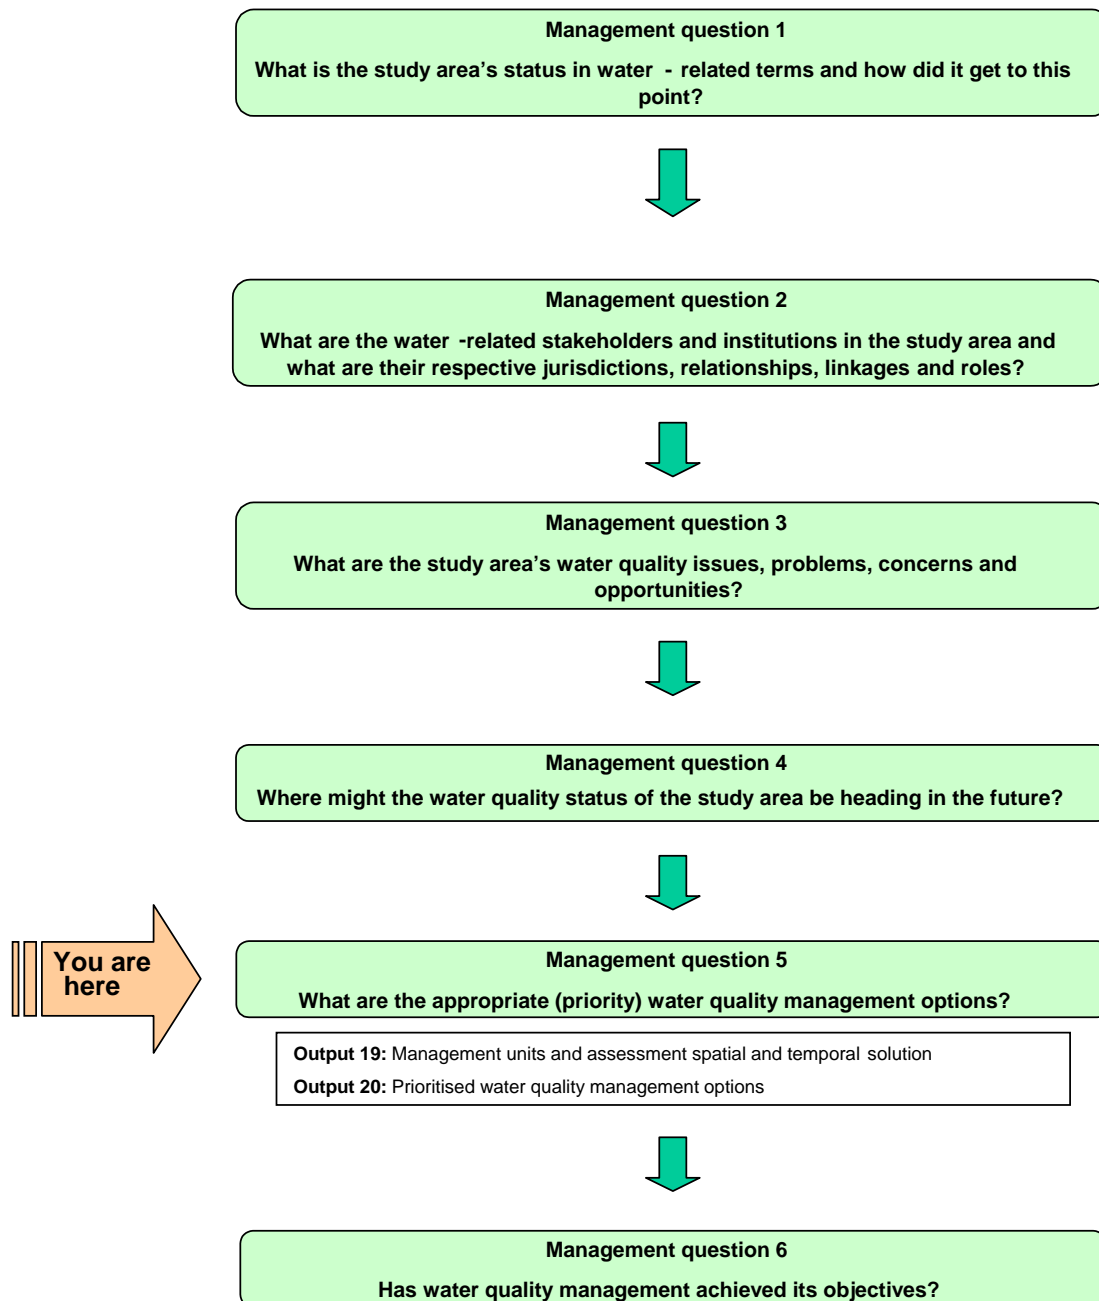 Management question 1
What is the study area's status in water - related terms and how did it get to this
point?
Management question 2
What are the water -related stakeholders and institutions in the study area and
what are their respective jurisdictions, relationships, linkages and roles?
Management question 3
What are the study area's water quality issues, problems, concerns and
opportunities?
Management question 4
Where might the water quality status of the study area be heading in the future?
You are
here
Management question 5
What are the appropriate (priority) water quality management options?
Output 19: Management units and assessment spatial and temporal solution
Output 20: Prioritised water quality management options
Management question 6
Has water quality management achieved its objectives?